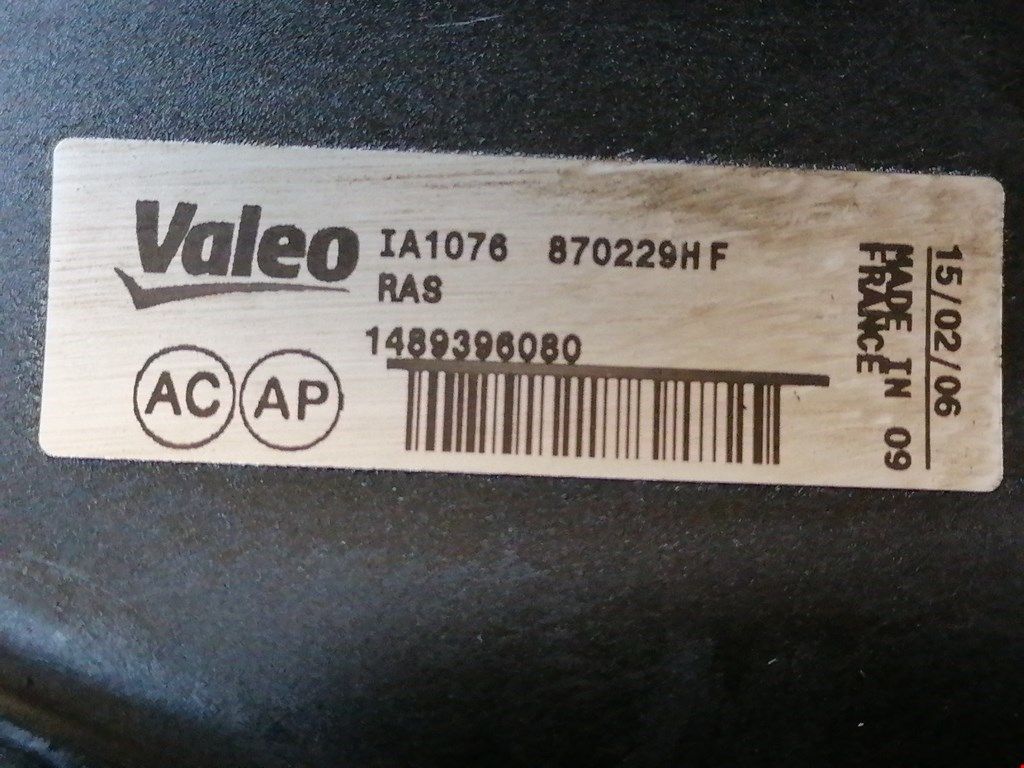 Valeo
IA1076 870229HF
RAS
1489396080
AC AP
15/02/06
MADE IN 09
FRANCE